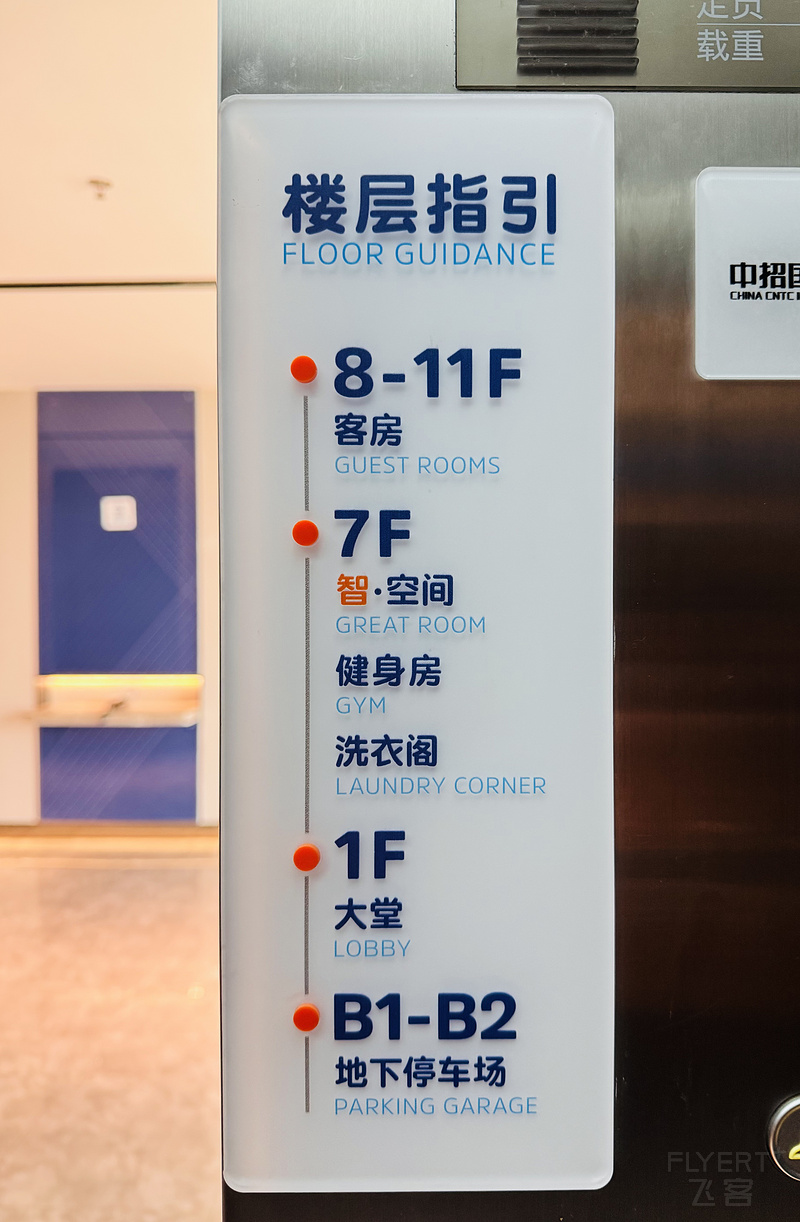 载重
楼层指引
FLOOR GUIDANCE
中招国
CHINA CNTC
8-11F
客房
GUEST ROOMS
7F
智·空间
GREAT ROOM
健身房
GYM
洗衣阁
LAUNDRY CORNER
1F
大堂
LOBBY
B1-B2
地下停车场
PARKING GARAGE
FLYERT
飞客